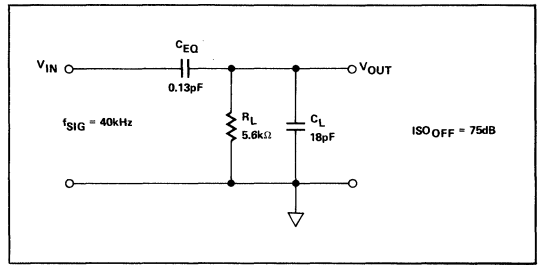 C_EQ
V_IN
V_OUT
0.13pF
f_SIG = 40kHz
R_L
5.6kΩ
C_L
18pF
ISO_OFF = 75dB